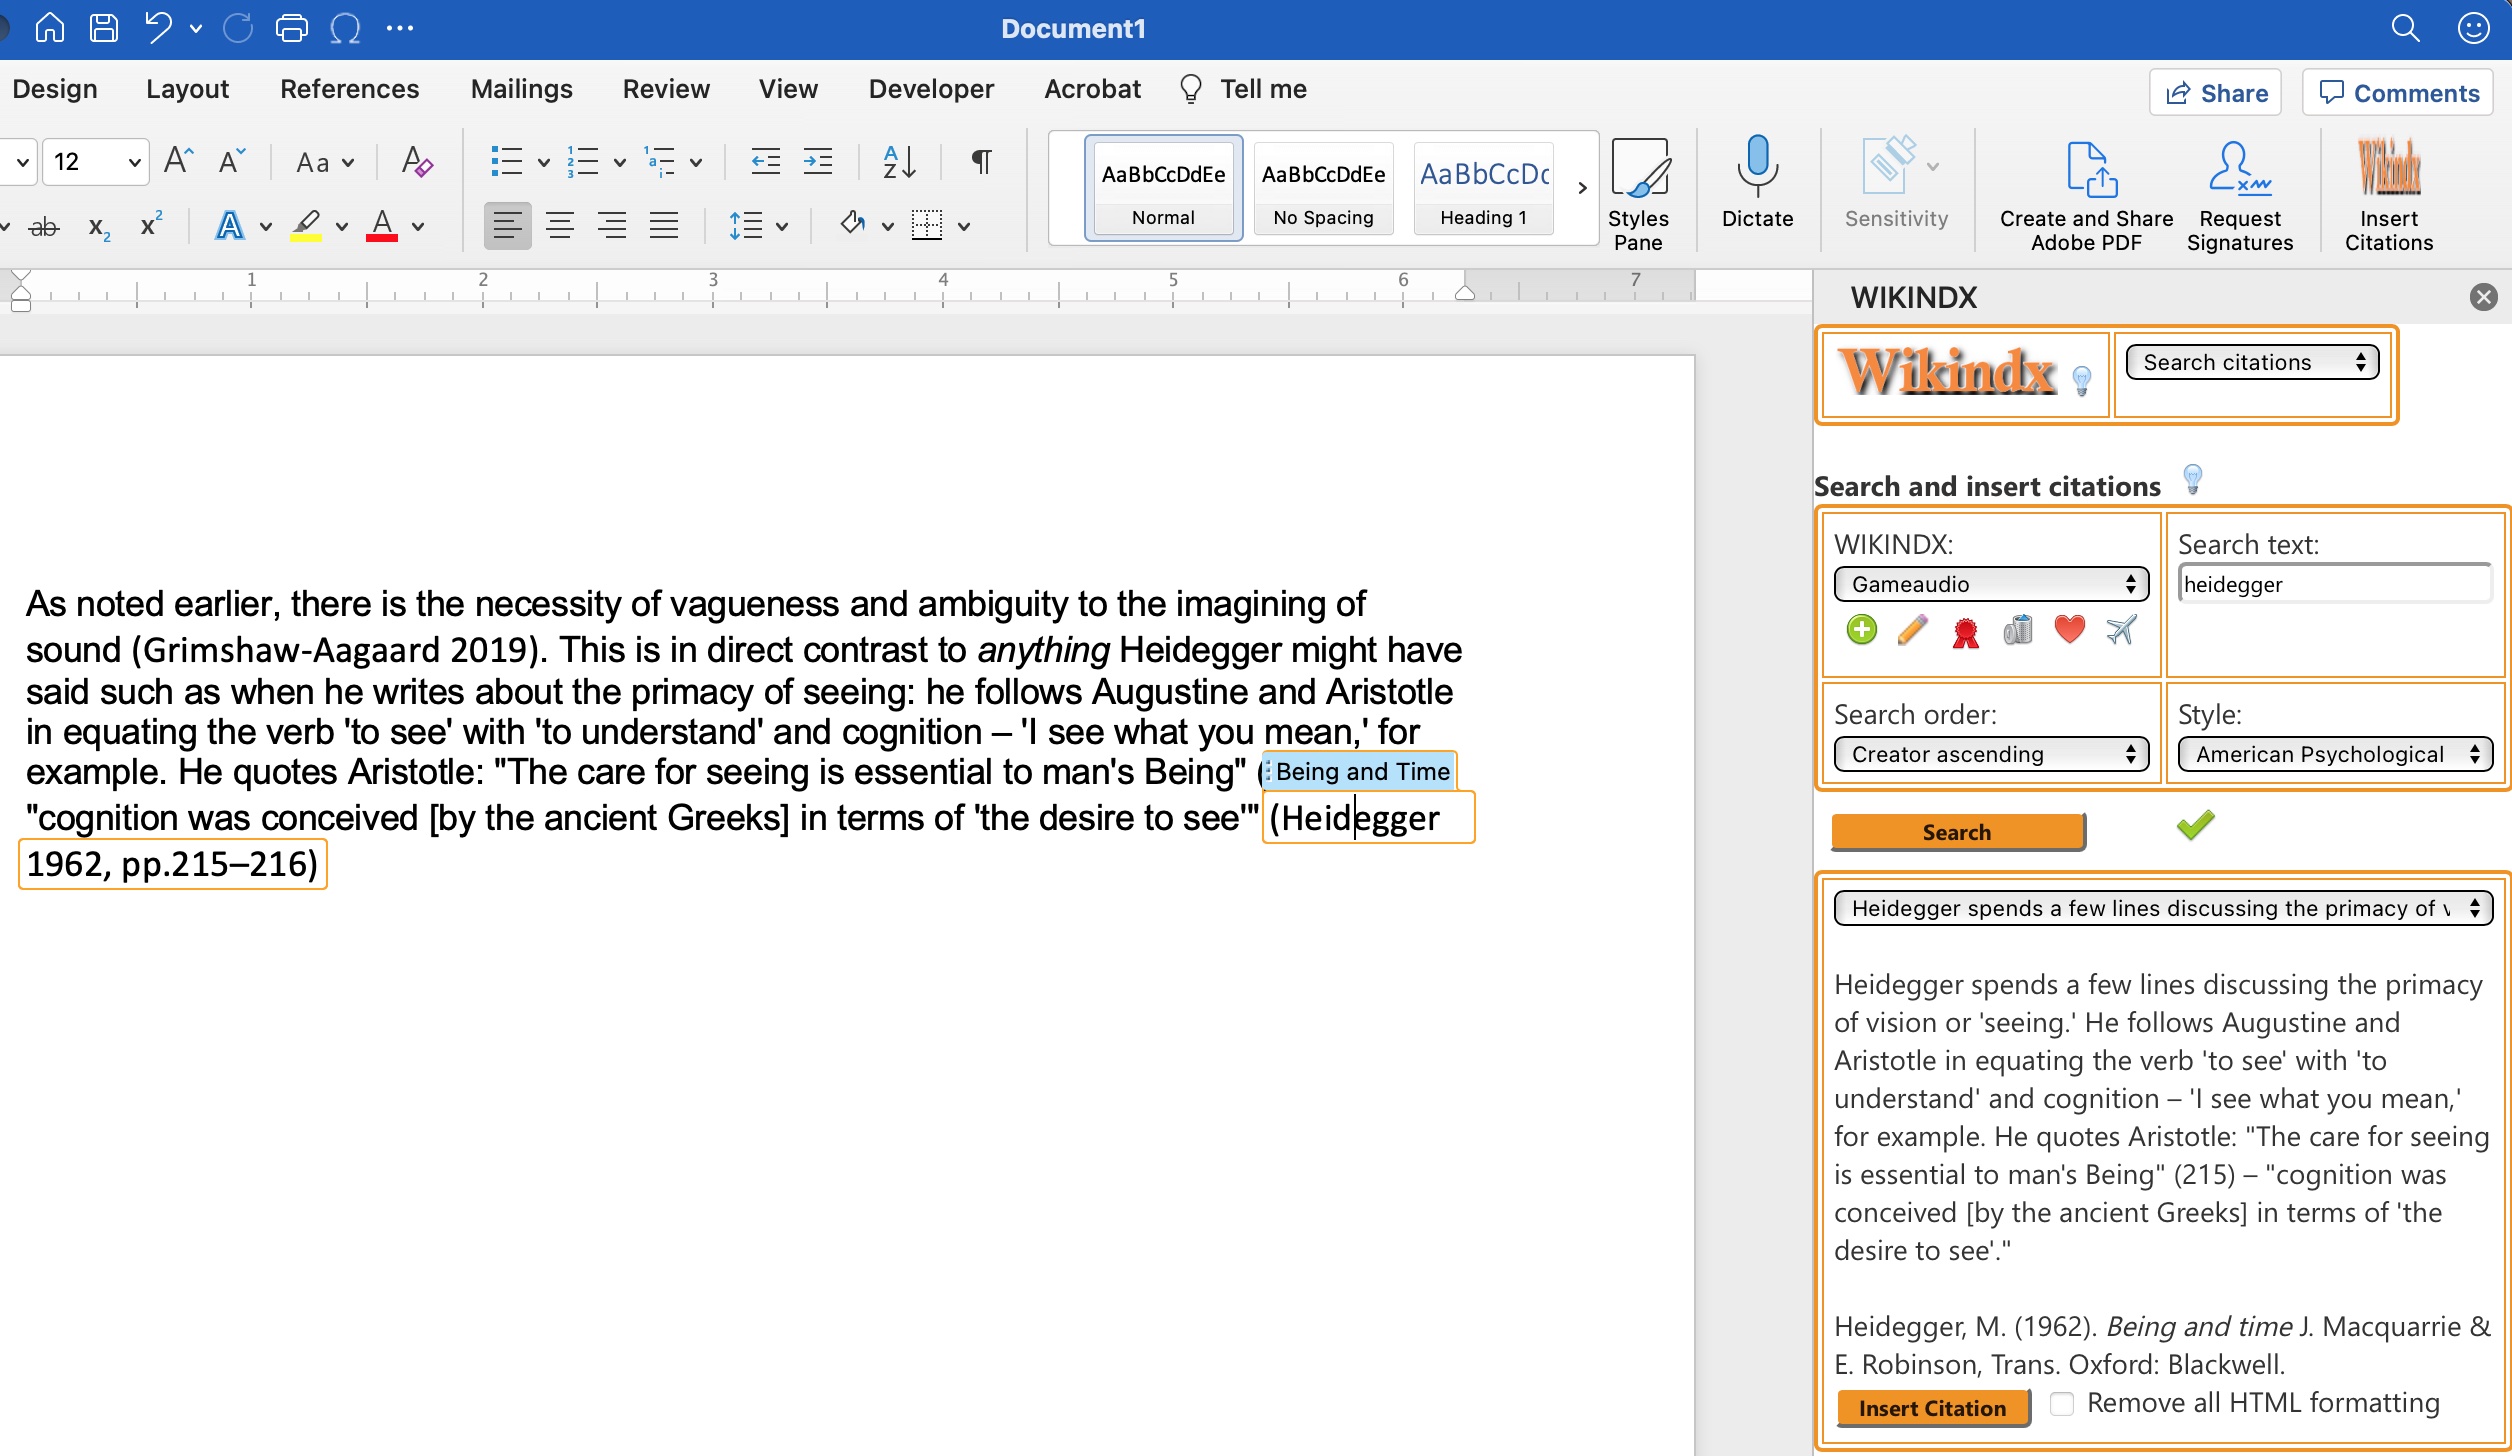 Document1
Design Layout References Mailings Review View Developer Acrobat Tell me
Share Comments
12 Aa
AaBbCcDdEe AaBbCcDdEe AaBbCcDc
Normal No Spacing Heading 1
Styles Pane
Dictate
Sensitivity
Create and Share Adobe PDF
Request Signatures
Wikindx
Insert Citations
1 2 3 4 5 6 7
As noted earlier, there is the necessity of vagueness and ambiguity to the imagining of
sound (Grimshaw-Aagaard 2019). This is in direct contrast to anything Heidegger might have
said such as when he writes about the primacy of seeing: he follows Augustine and Aristotle
in equating the verb 'to see' with 'to understand' and cognition – 'I see what you mean,' for
example. He quotes Aristotle: "The care for seeing is essential to man's Being" (
Being and Time
"cognition was conceived [by the ancient Greeks] in terms of 'the desire to see'" (Heidegger
1962, pp.215–216)
WIKINDX
Wikindx
Search citations
Search and insert citations
WIKINDX:
Gameaudio
Search text:
heidegger
Search order:
Creator ascending
Style:
American Psychological
Search
Heidegger spends a few lines discussing the primacy of v
Heidegger spends a few lines discussing the primacy
of vision or 'seeing.' He follows Augustine and
Aristotle in equating the verb 'to see' with 'to
understand' and cognition – 'I see what you mean,'
for example. He quotes Aristotle: "The care for seeing
is essential to man's Being" (215) – "cognition was
conceived [by the ancient Greeks] in terms of 'the
desire to see'."
Heidegger, M. (1962). Being and time J. Macquarrie &
E. Robinson, Trans. Oxford: Blackwell.
Insert Citation
Remove all HTML formatting